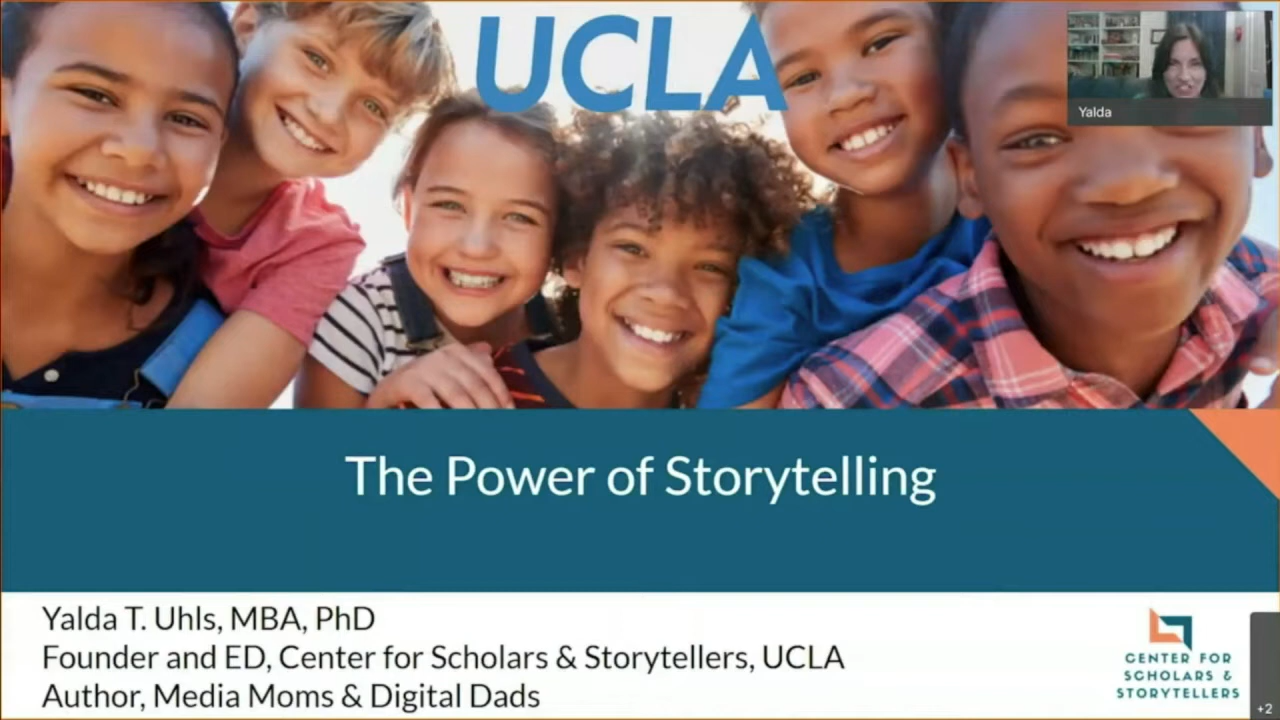 UCLA
Yalda
The Power of Storytelling
Yalda T. Uhls, MBA, PhD
Founder and ED, Center for Scholars & Storytellers, UCLA
Author, Media Moms & Digital Dads
CENTER FOR
SCHOLARS &
STORYTELLERS
+2